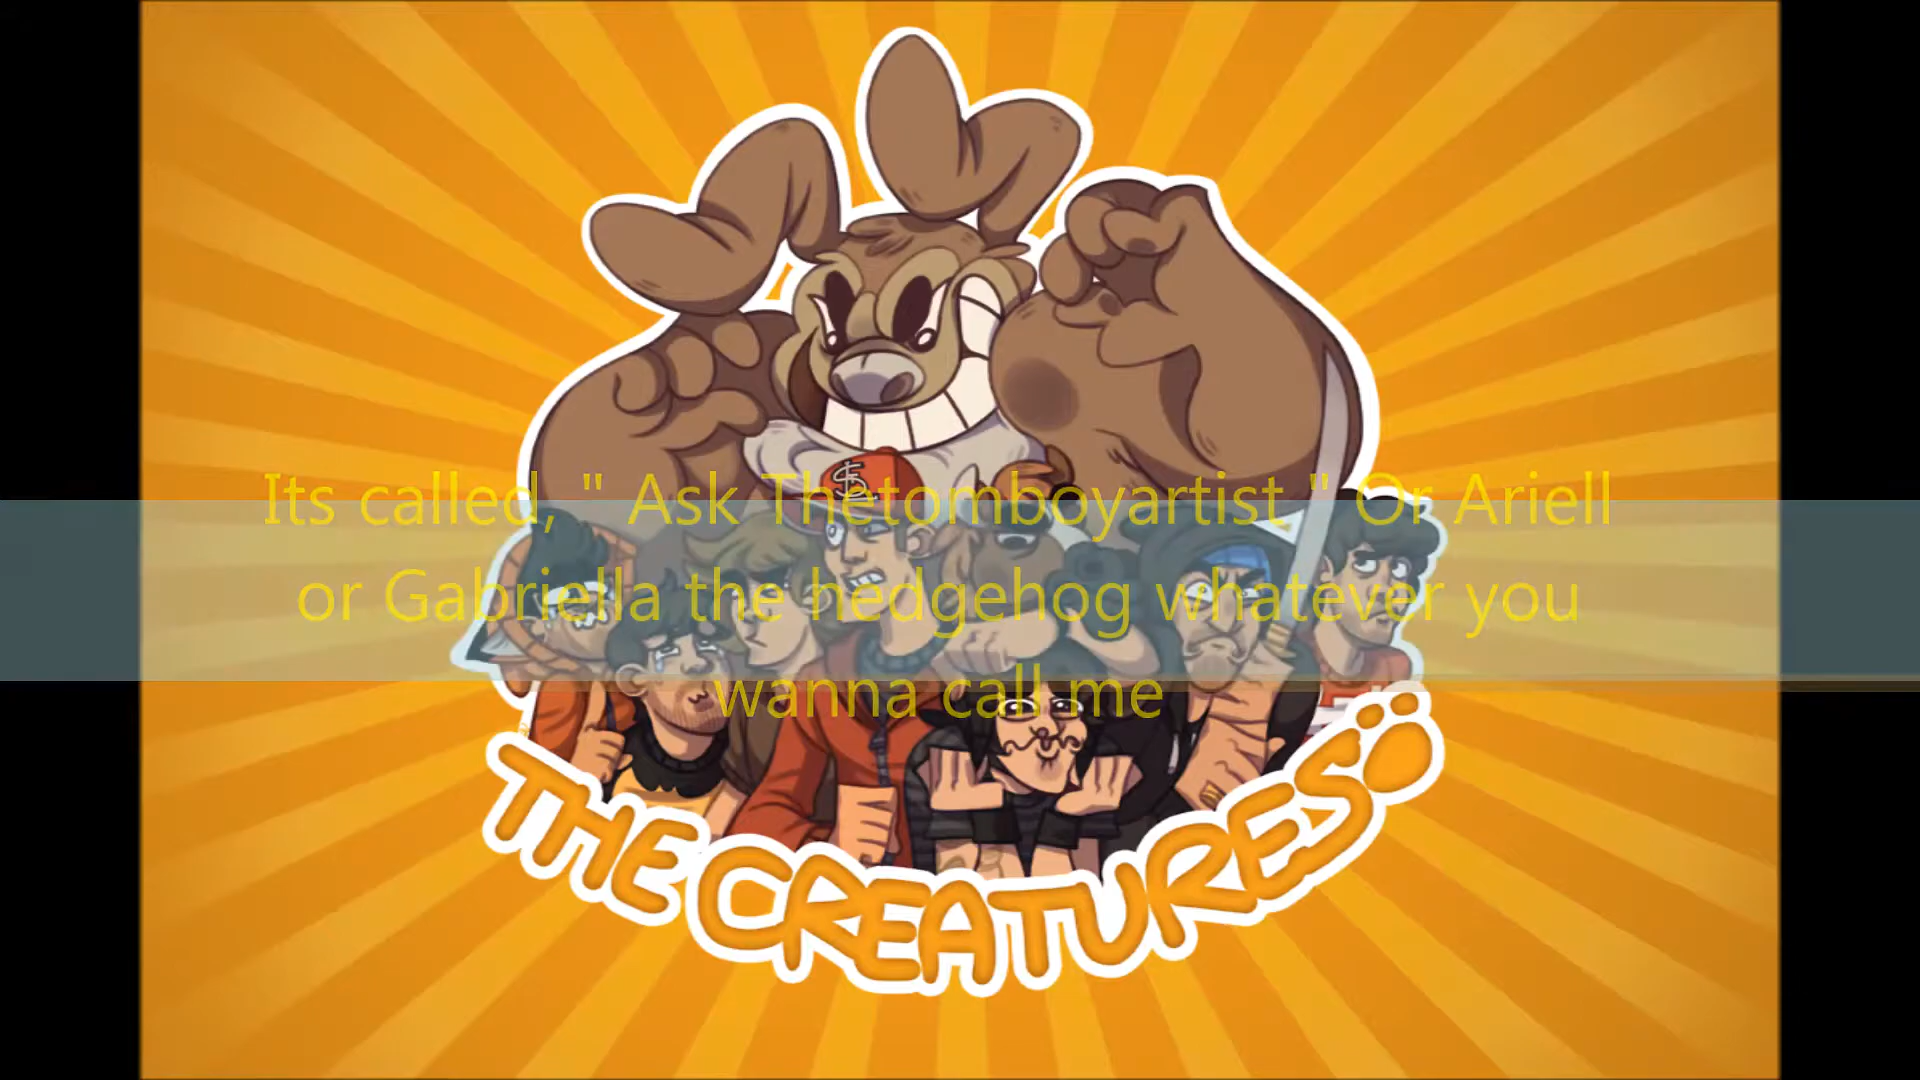 Its called, " Ask Thetomboyartist " Or Ariell
or Gabriella the hedgehog whatever you
wanna call me
THE CREATURES